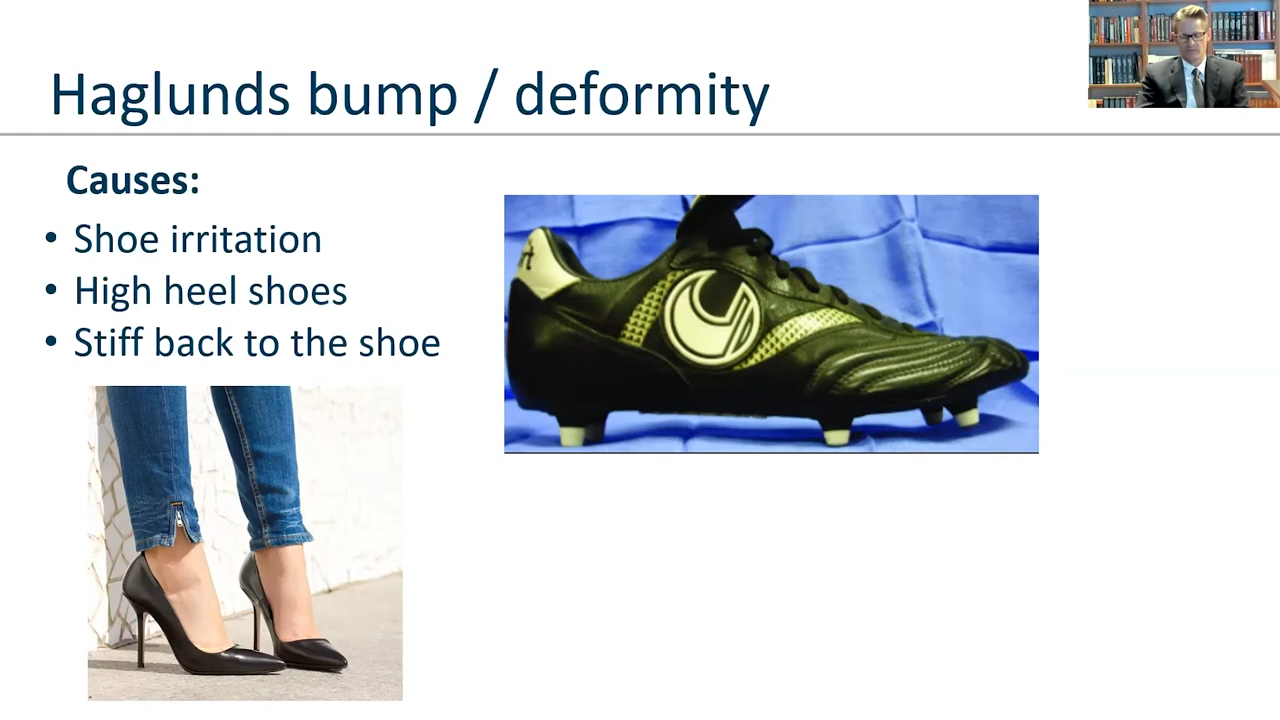 Haglunds bump / deformity
Causes:
• Shoe irritation
• High heel shoes
• Stiff back to the shoe